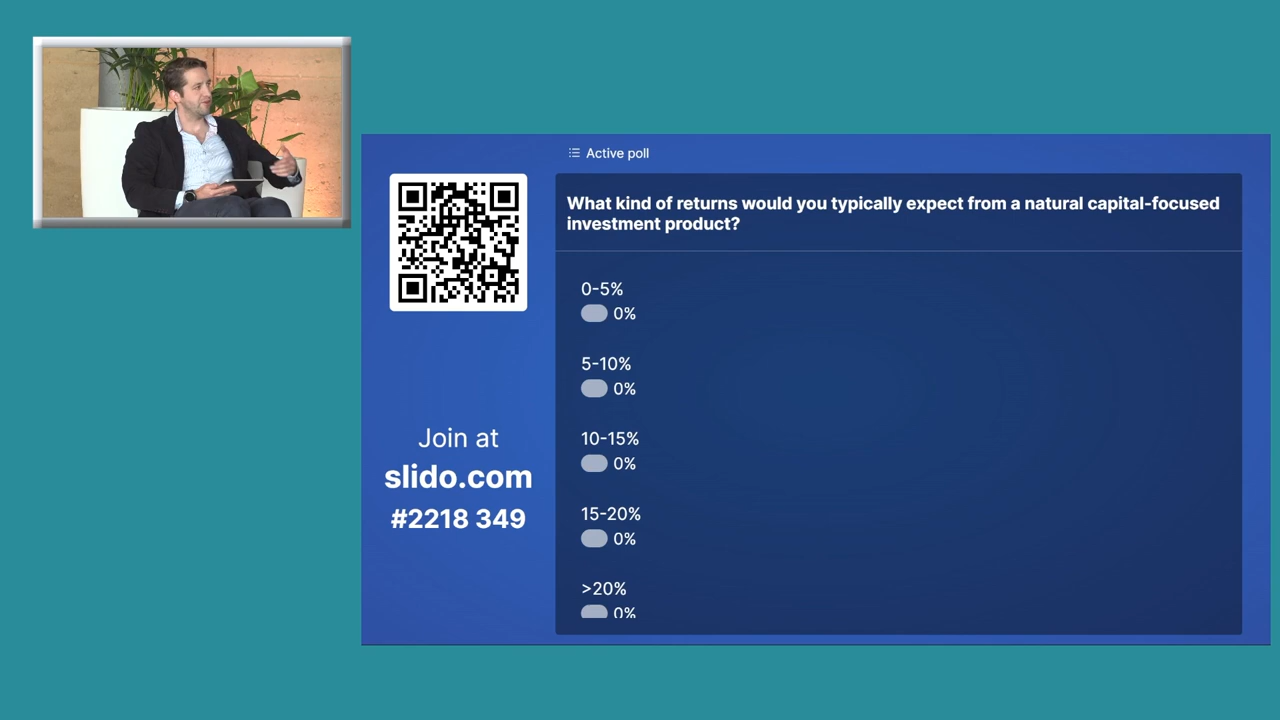 Active poll
What kind of returns would you typically expect from a natural capital-focused
investment product?
0-5%
0%
5-10%
0%
10-15%
0%
15-20%
0%
>20%
0%
Join at
slido.com
#2218 349